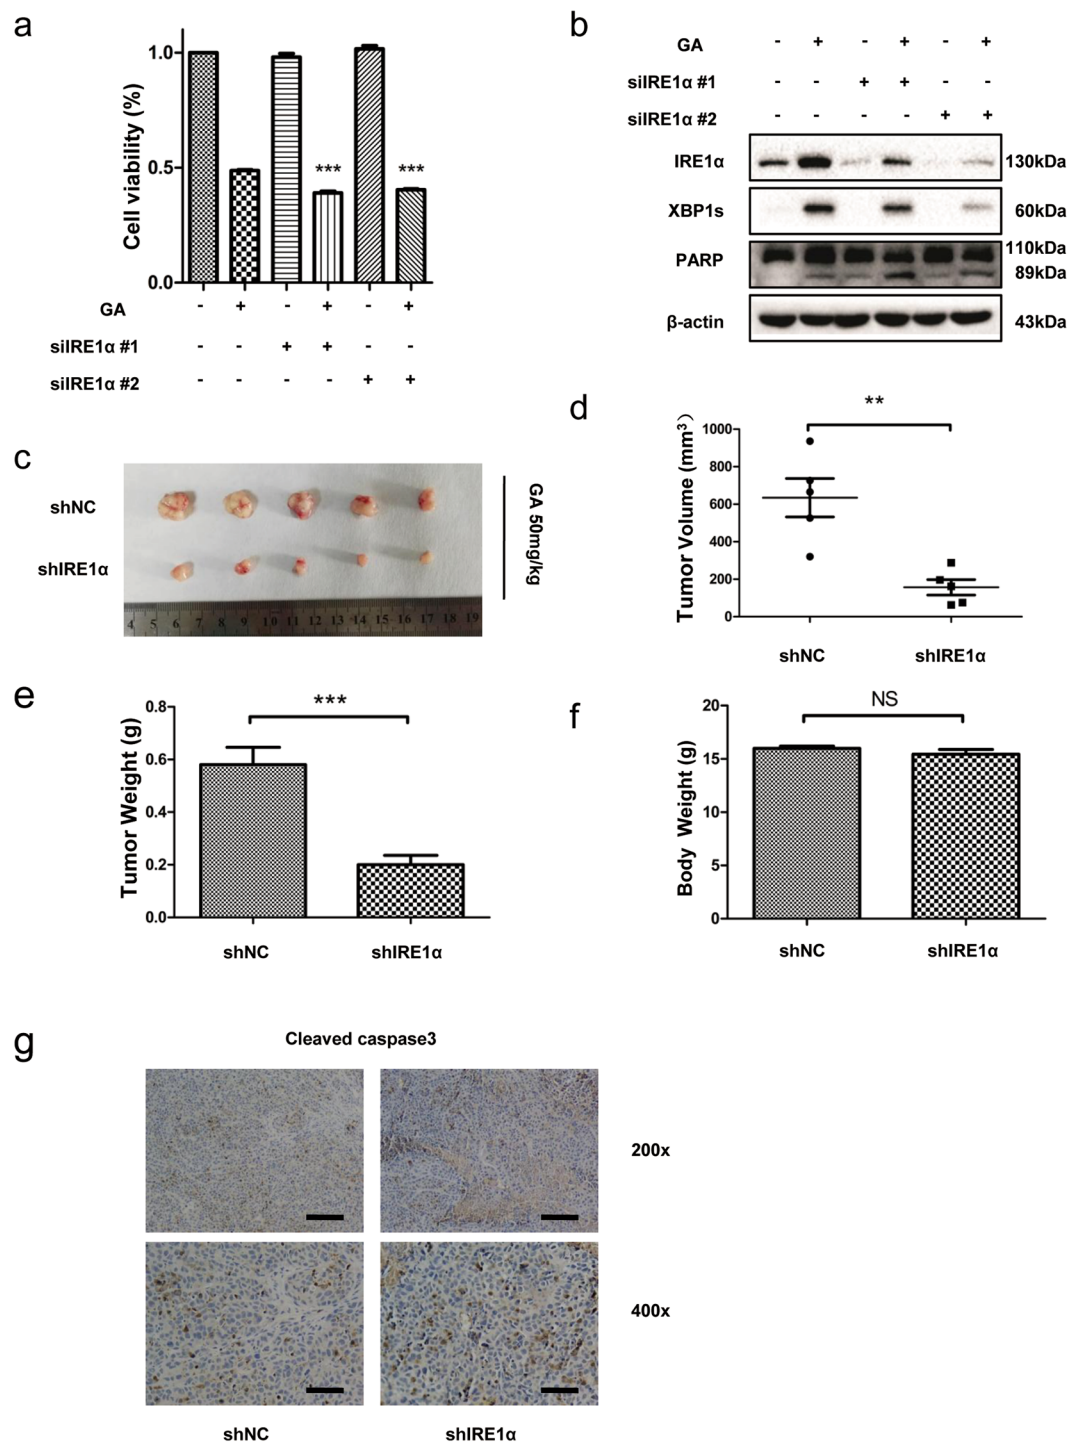 a
Cell viability (%)
1.0
0.5
0.0
*** ***
GA - + - + - +
siIRE1α #1 - - + + - -
siIRE1α #2 - - - - + +
b
GA - + - + - +
siIRE1α #1 - - + + - -
siIRE1α #2 - - - - + +
IRE1α 130kDa
XBP1s 60kDa
PARP 110kDa
89kDa
β-actin 43kDa
c
shNC
shIRE1α
GA 50mg/kg
4 5 6 7 8 9 10 11 12 13 14 15 16 17 18 19
d
**
Tumor Volume (mm³)
1000
800
600
400
200
0
shNC shIRE1α
e
***
Tumor Weight (g)
0.8
0.6
0.4
0.2
0.0
shNC shIRE1α
f
NS
Body Weight (g)
20
15
10
5
0
shNC shIRE1α
g
Cleaved caspase3
200x
400x
shNC shIRE1α